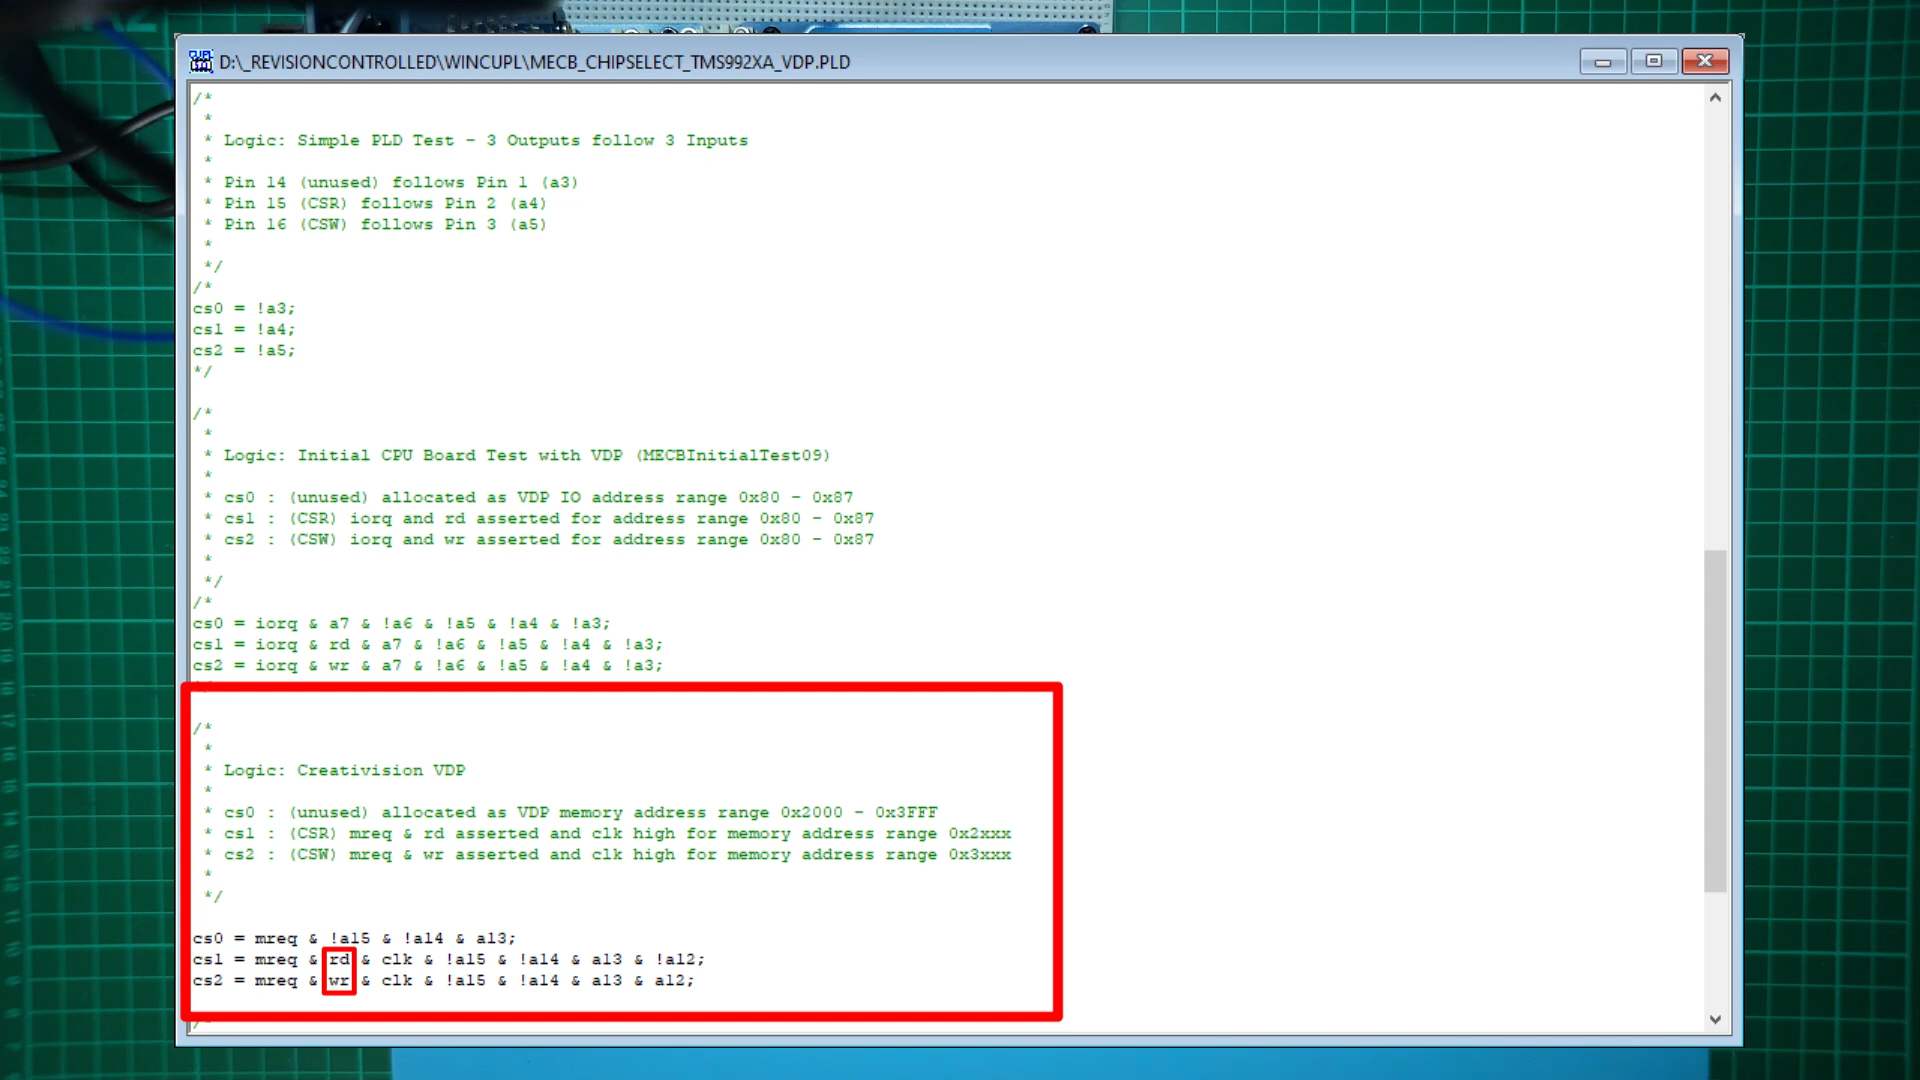 D:\_REVISIONCONTROLLED\WINCUPL\MECB_CHIPSELECT_TMS992XA_VDP.PLD
/*
*
* Logic: Simple PLD Test - 3 Outputs follow 3 Inputs
*
* Pin 14 (unused) follows Pin 1 (a3)
* Pin 15 (CSR) follows Pin 2 (a4)
* Pin 16 (CSW) follows Pin 3 (a5)
*
*/
/*
cs0 = !a3;
cs1 = !a4;
cs2 = !a5;
*/
/*
*
* Logic: Initial CPU Board Test with VDP (MECBInitialTest09)
*
* cs0 : (unused) allocated as VDP IO address range 0x80 - 0x87
* cs1 : (CSR) iorq and rd asserted for address range 0x80 - 0x87
* cs2 : (CSW) iorq and wr asserted for address range 0x80 - 0x87
*
*/
/*
cs0 = iorq & a7 & !a6 & !a5 & !a4 & !a3;
cs1 = iorq & rd & a7 & !a6 & !a5 & !a4 & !a3;
cs2 = iorq & wr & a7 & !a6 & !a5 & !a4 & !a3;
/*
*
* Logic: Creativision VDP
*
* cs0 : (unused) allocated as VDP memory address range 0x2000 - 0x3FFF
* cs1 : (CSR) mreq & rd asserted and clk high for memory address range 0x2xxx
* cs2 : (CSW) mreq & wr asserted and clk high for memory address range 0x3xxx
*
*/
cs0 = mreq & !a15 & !a14 & a13;
cs1 = mreq & rd & clk & !a15 & !a14 & a13 & !a12;
cs2 = mreq & wr & clk & !a15 & !a14 & a13 & a12;